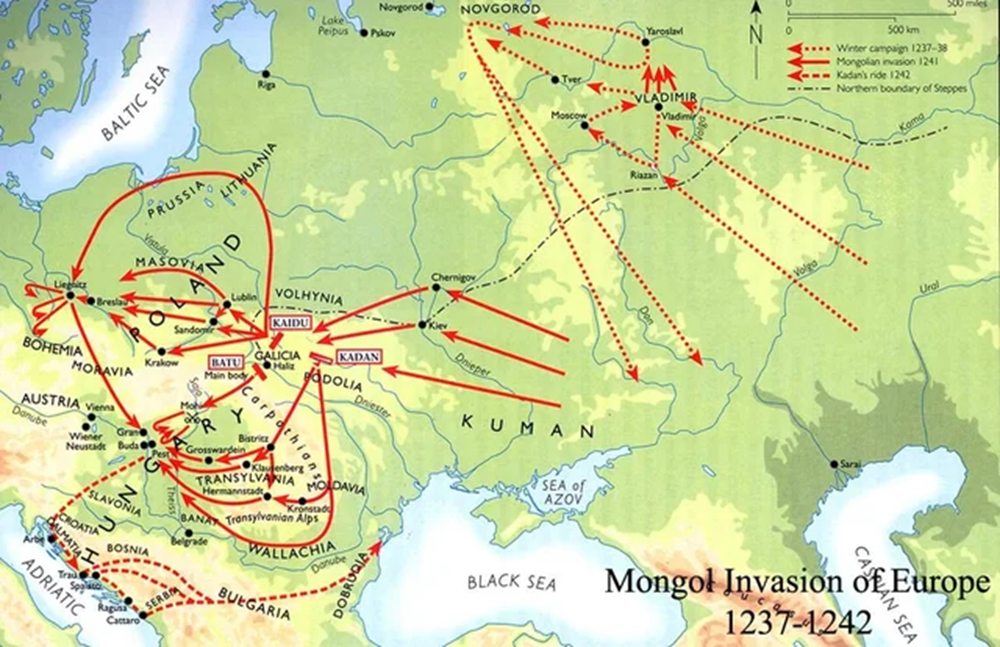 Novgorod
NOVGOROD
Lake
Peipus
Pskov
Yaroslavl
N
0
500 miles
0
500 km
Winter campaign 1237–38
Mongolian invasion 1241
Kadan's ride 1242
Northern boundary of Steppes
Riga
Tver
VLADIMIR
Vladimir
Moscow
Volga
Kama
BALTIC SEA
Riazan
LITHUANIA
PRUSSIA
Vistula
POLAND
MASOVIA
Volga
Ural
Chernigov
Liegnitz
Breslau
Lublin
VOLHYNIA
Don
Sandomir
KAIDU
Kiev
BOHEMIA
Krakow
BATU
GALICIA
KADAN
MORAVIA
Main body
Haliz
PODOLIA
Dnieper
AUSTRIA
Vienna
Dniester
Danube
Carpathians
KUMAN
Wiener
Neustadt
Gran
Buda
Pest
HUNGARY
Bistritz
Grosswardein
Klausenberg
TRANSYLVANIA
Sarai
Hermannstadt
MOLDAVIA
SEA of
AZOV
SLAVONIA
Theiss
Kronstadt
BANAT
Transylvanian Alps
CROATIA
DALMATIA
Arbe
Belgrade
WALLACHIA
BOSNIA
Danube
Trau
Spalato
DOBRUDJA
BLACK SEA
CASPIAN SEA
ADRIATIC
Ragusa
SERBIA
BULGARIA
Cattaro
Mongol Invasion of Europe
1237-1242